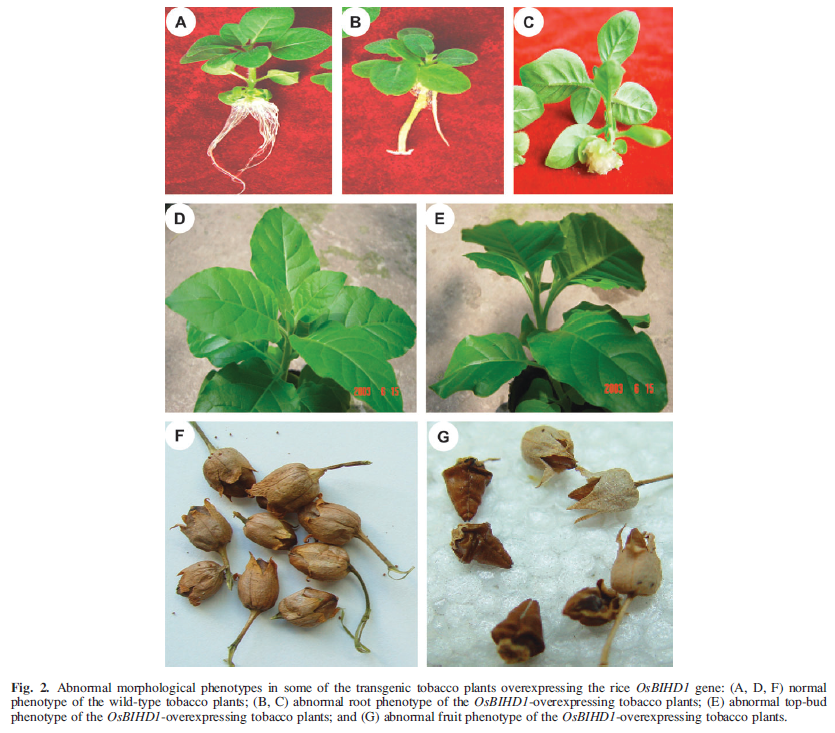 A
B
C
D
E
2003 6 15
2003 6 15
F
G
Fig. 2. Abnormal morphological phenotypes in some of the transgenic tobacco plants overexpressing the rice OsBIHD1 gene: (A, D, F) normal
phenotype of the wild-type tobacco plants; (B, C) abnormal root phenotype of the OsBIHD1-overexpressing tobacco plants; (E) abnormal top-bud
phenotype of the OsBIHD1-overexpressing tobacco plants; and (G) abnormal fruit phenotype of the OsBIHD1-overexpressing tobacco plants.